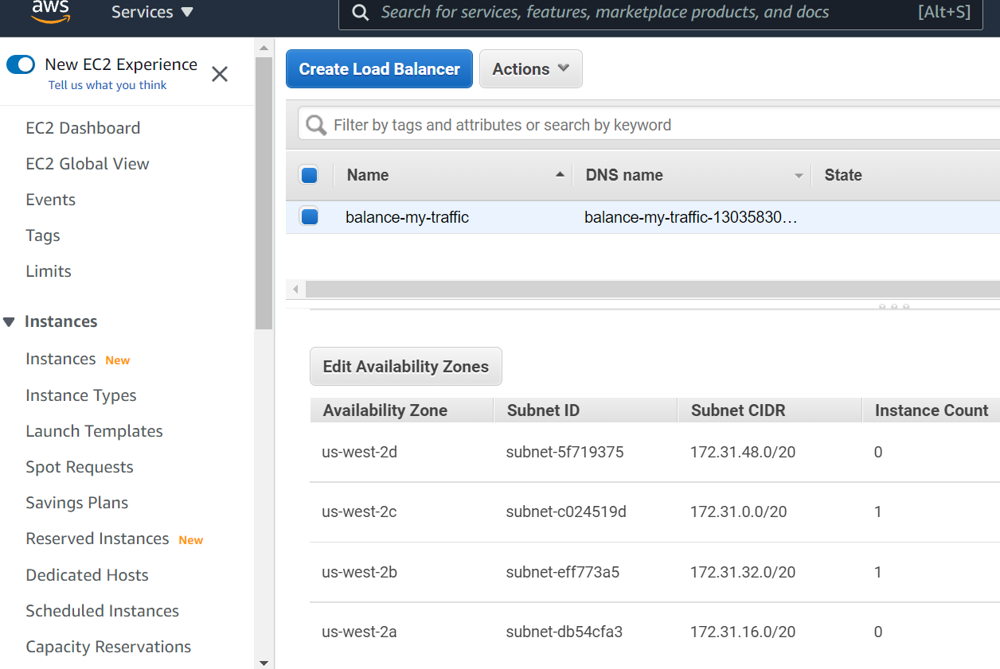 aws
Services
Search for services, features, marketplace products, and docs
[Alt+S]
New EC2 Experience
Tell us what you think
EC2 Dashboard
EC2 Global View
Events
Tags
Limits
Instances
Instances New
Instance Types
Launch Templates
Spot Requests
Savings Plans
Reserved Instances New
Dedicated Hosts
Scheduled Instances
Capacity Reservations
Create Load Balancer
Actions
Filter by tags and attributes or search by keyword
Name DNS name State
balance-my-traffic balance-my-traffic-13035830...
Edit Availability Zones
Availability Zone Subnet ID Subnet CIDR Instance Count
us-west-2d subnet-5f719375 172.31.48.0/20 0
us-west-2c subnet-c024519d 172.31.0.0/20 1
us-west-2b subnet-eff773a5 172.31.32.0/20 1
us-west-2a subnet-db54cfa3 172.31.16.0/20 0